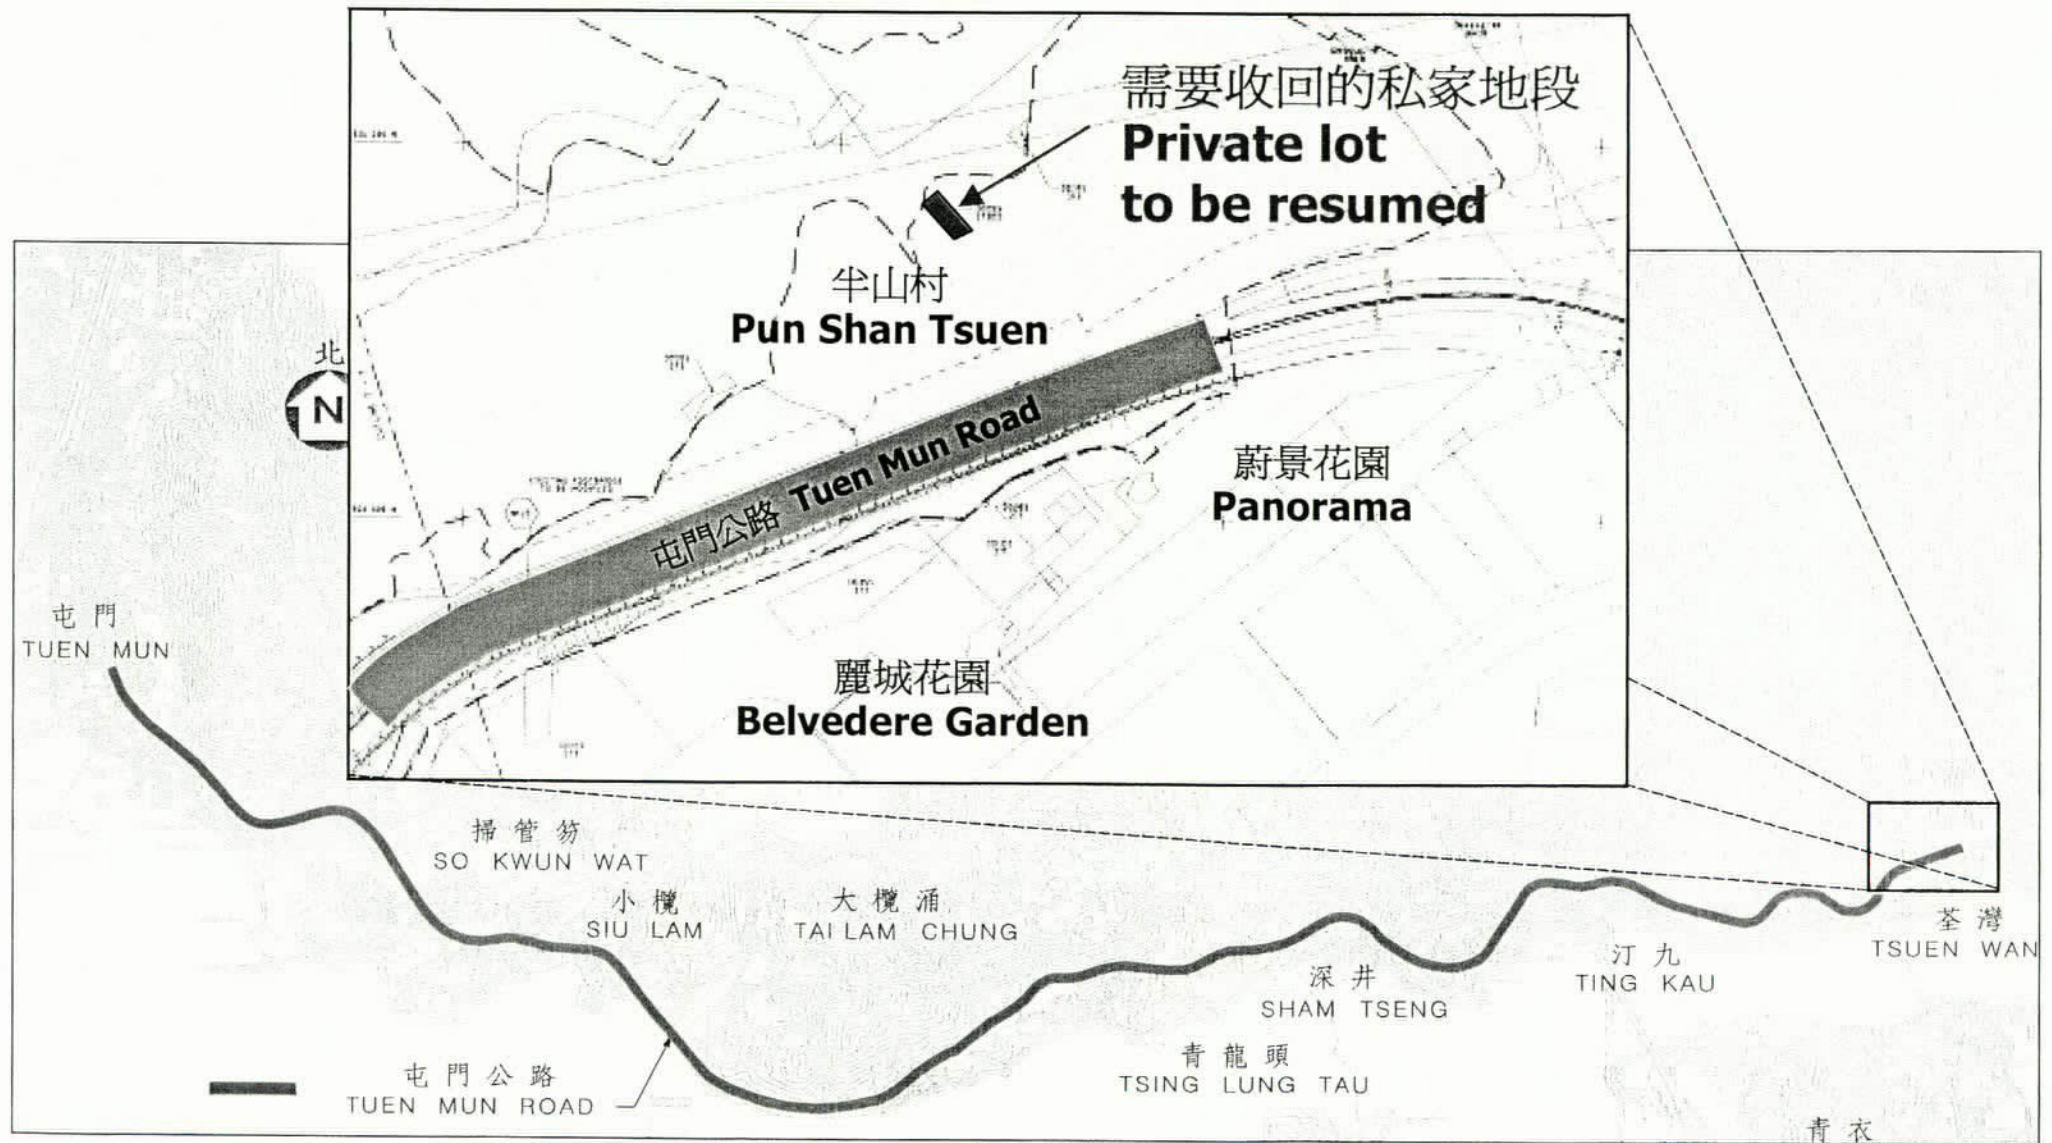 需要收回的私家地段
Private lot
to be resumed
半山村
Pun Shan Tsuen
北
N
屯門公路 Tuen Mun Road
蔚景花園
Panorama
麗城花園
Belvedere Garden
屯門
TUEN MUN
掃管笏
SO KWUN WAT
小欖
SIU LAM
大欖涌
TAI LAM CHUNG
荃灣
TSUEN WAN
汀九
TING KAU
深井
SHAM TSENG
青龍頭
TSING LUNG TAU
屯門公路
TUEN MUN ROAD
青衣